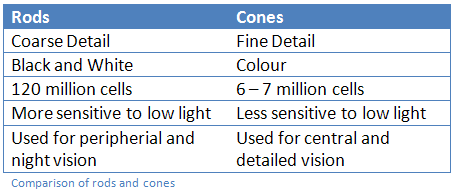 Rods Cones
Coarse Detail Fine Detail
Black and White Colour
120 million cells 6 – 7 million cells
More sensitive to low light Less sensitive to low light
Used for peripherial and Used for central and
night vision detailed vision
Comparison of rods and cones